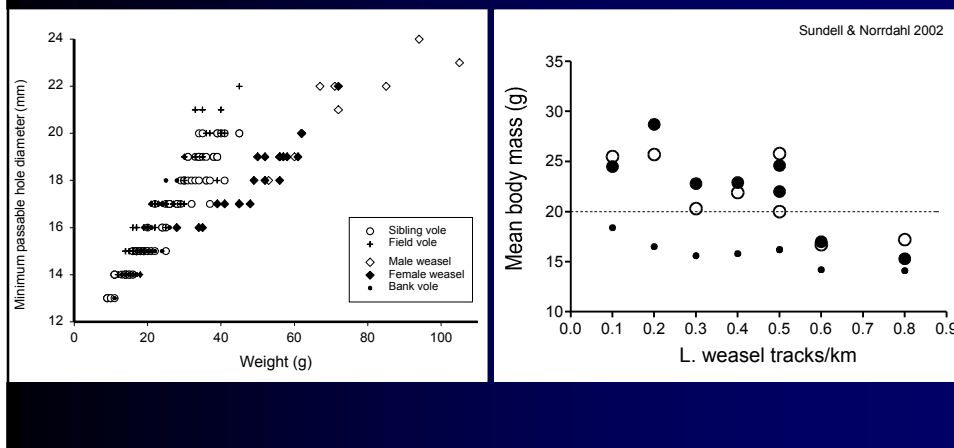 24
22
20
18
16
14
12
0
20
40
60
80
100
Minimum passable hole diameter (mm)
Weight (g)
Sibling vole
Field vole
Male weasel
Female weasel
Bank vole
Sundell & Norrdahl 2002
35
30
25
20
15
10
0.0
0.1
0.2
0.3
0.4
0.5
0.6
0.7
0.8
0.9
Mean body mass (g)
L. weasel tracks/km